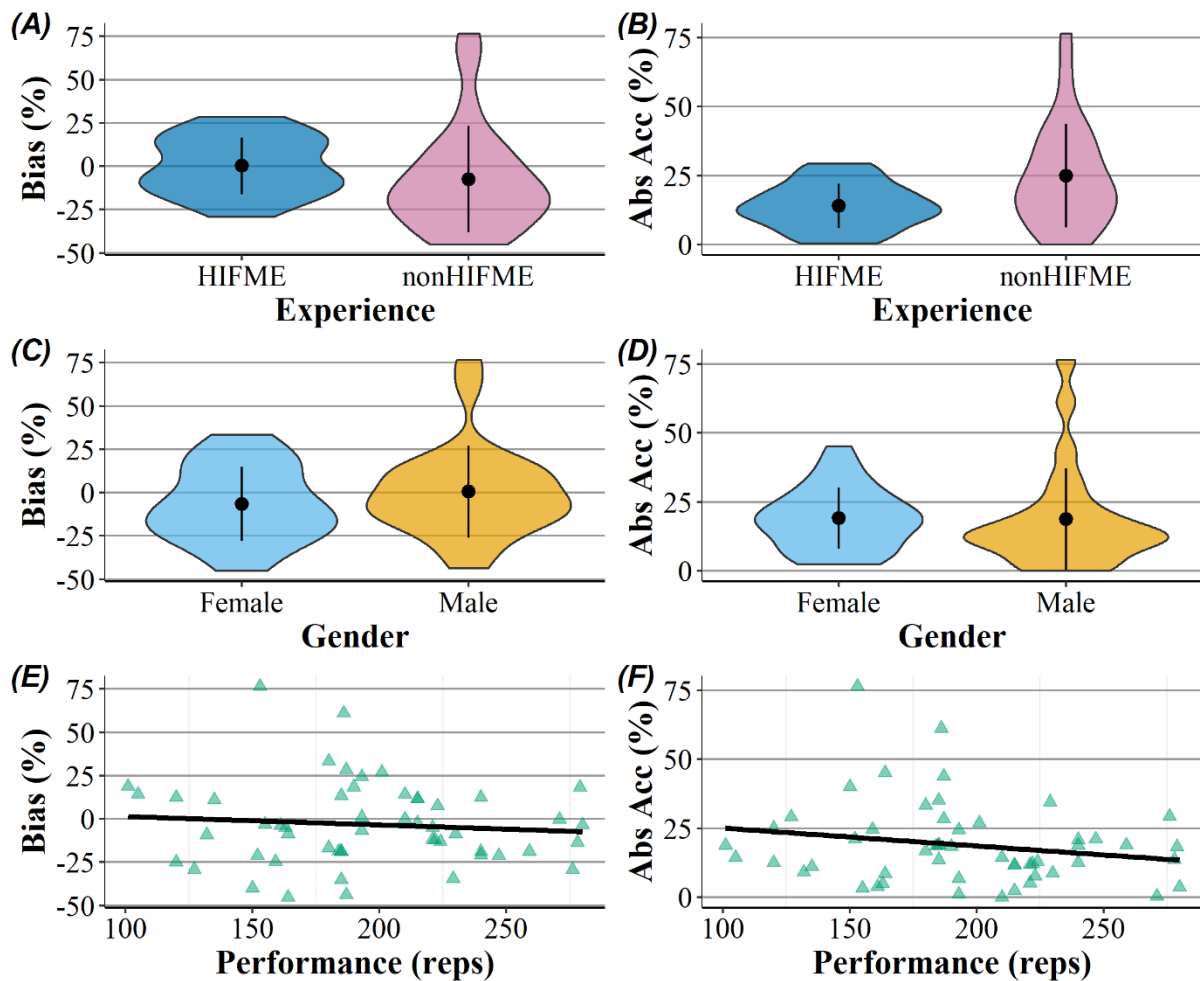 (A)
Bias (%)
75
50
25
0
-25
-50
HIFME nonHIFME
Experience
(B)
Abs Acc (%)
75
50
25
0
HIFME nonHIFME
Experience
(C)
Bias (%)
75
50
25
0
-25
-50
Female Male
Gender
(D)
Abs Acc (%)
75
50
25
0
Female Male
Gender
(E)
Bias (%)
75
50
25
0
-25
-50
100 150 200 250
Performance (reps)
(F)
Abs Acc (%)
75
50
25
0
100 150 200 250
Performance (reps)